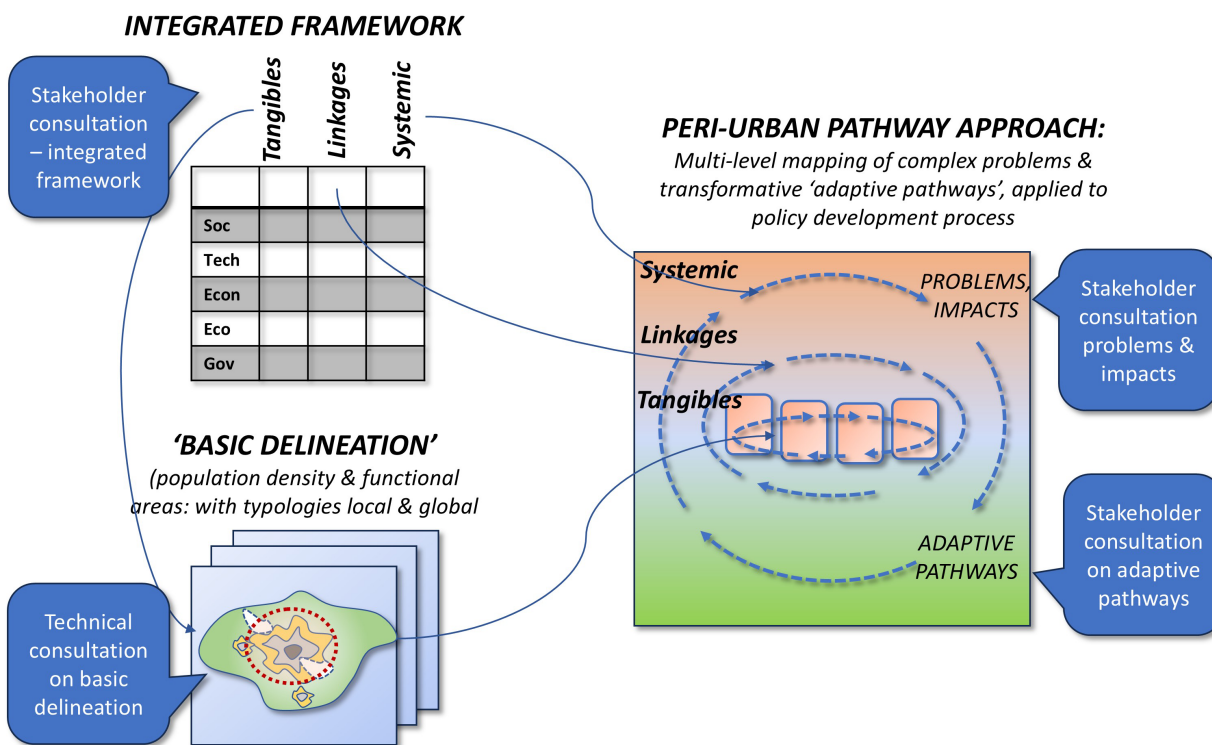 INTEGRATED FRAMEWORK
Stakeholder
consultation
– integrated
framework
Tangibles
Linkages
Systemic
Soc
Tech
Econ
Eco
Gov
‘BASIC DELINEATION’
(population density & functional
areas: with typologies local & global
Technical
consultation
on basic
delineation
PERI-URBAN PATHWAY APPROACH:
Multi-level mapping of complex problems &
transformative ‘adaptive pathways’, applied to
policy development process
Systemic
Linkages
Tangibles
PROBLEMS,
IMPACTS
ADAPTIVE
PATHWAYS
Stakeholder
consultation
problems &
impacts
Stakeholder
consultation
on adaptive
pathways